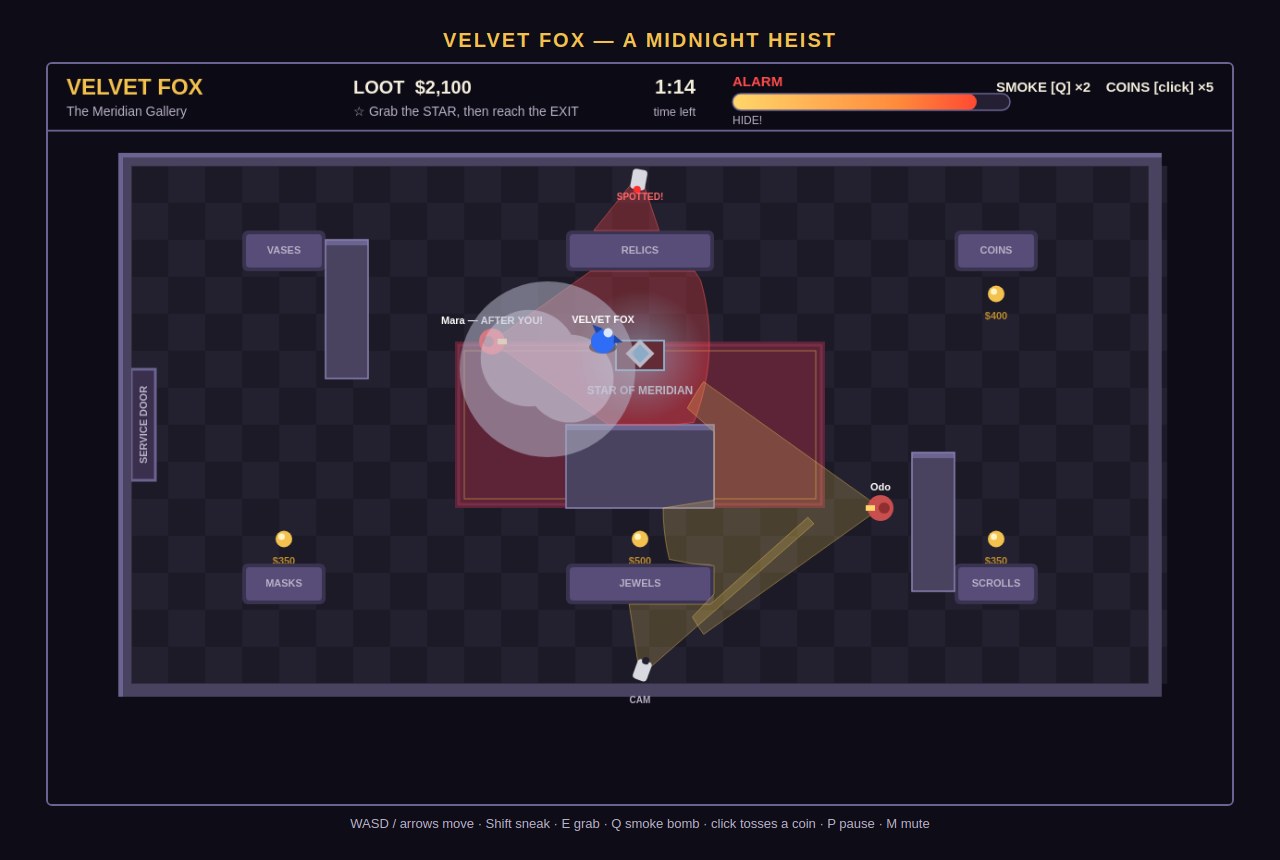 VELVET FOX — A MIDNIGHT HEIST
VELVET FOX
The Meridian Gallery
LOOT $2,100
☆ Grab the STAR, then reach the EXIT
1:14
time left
ALARM
HIDE!
SMOKE [Q] ×2 COINS [click] ×5
SPOTTED!
VASES
RELICS
COINS
$400
Mara — AFTER YOU!
VELVET FOX
STAR OF MERIDIAN
SERVICE DOOR
Odo
$350
$500
$350
MASKS
JEWELS
SCROLLS
CAM
WASD / arrows move · Shift sneak · E grab · Q smoke bomb · click tosses a coin · P pause · M mute